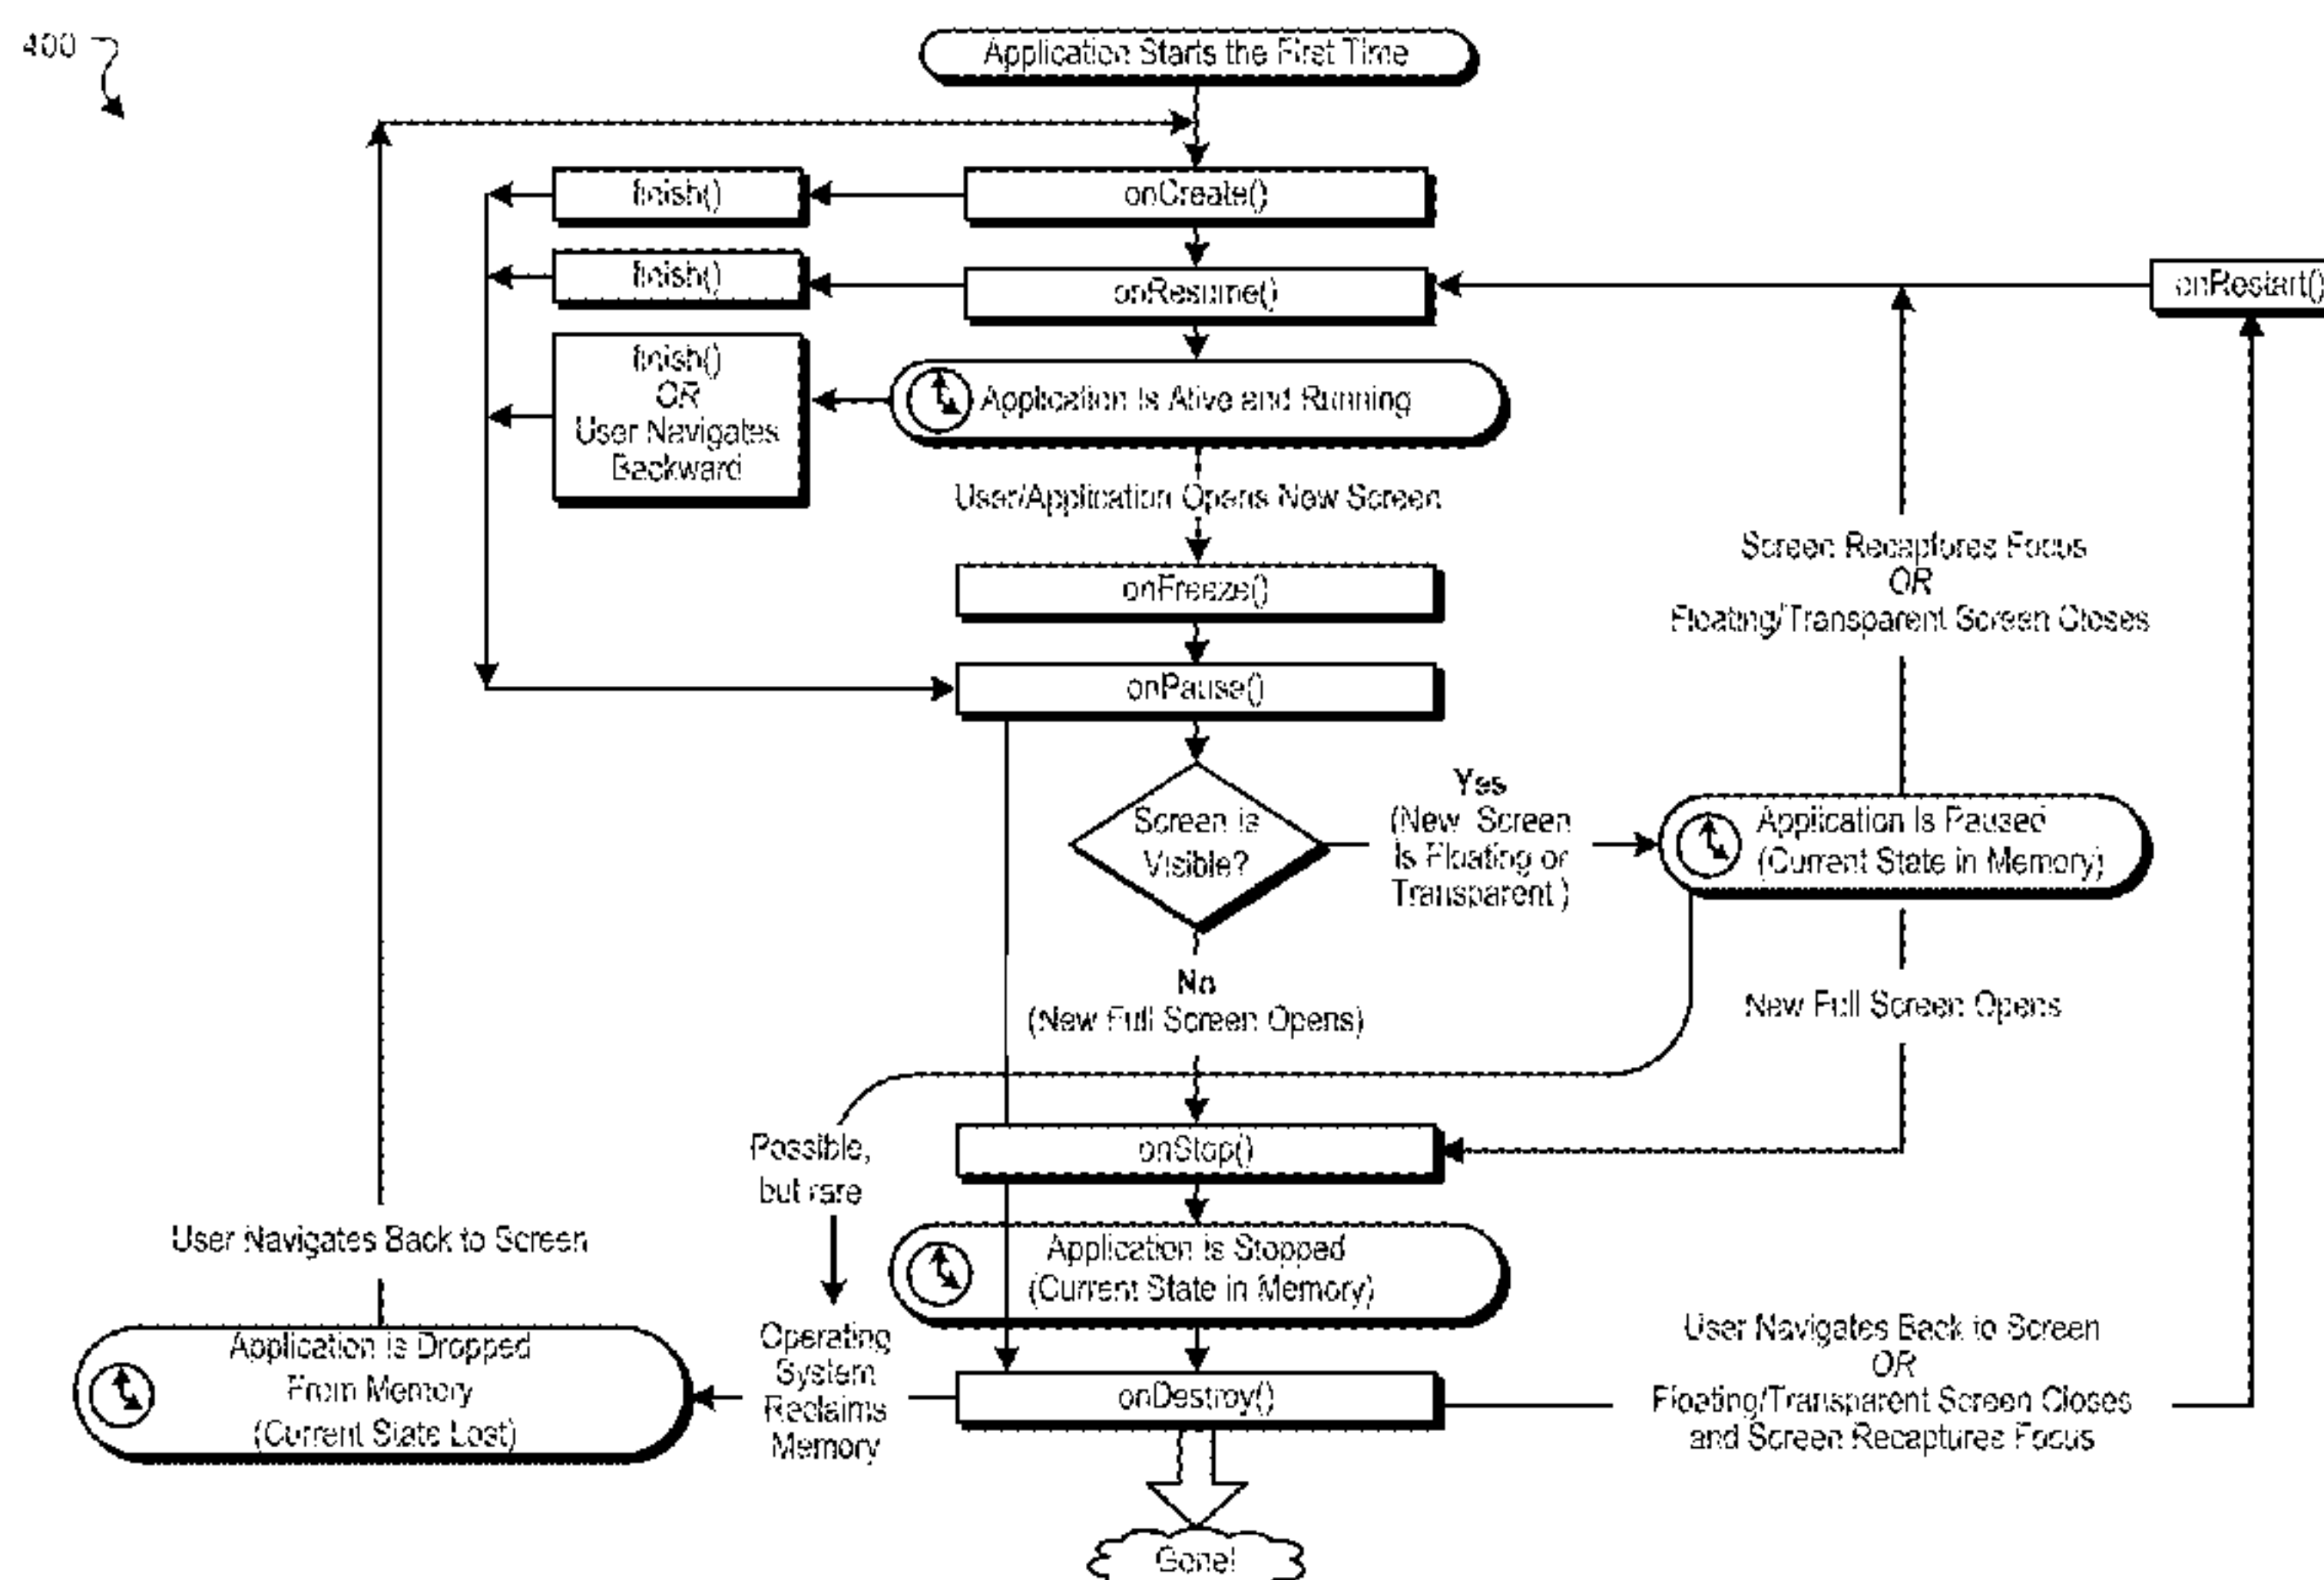 400
Application Starts the First Time
finish()
onCreate()
finish()
onResume()
onRestart()
finish()
OR
User Navigates
Backward
Application Is Alive and Running
User/Application Opens New Screen
onFreeze()
Screen Recaptures Focus
OR
Floating/Transparent Screen Closes
onPause()
Screen is
Visible?
Yes
(New Screen
Is Floating or
Transparent )
Application Is Paused
(Current State in Memory)
No
(New Full Screen Opens)
New Full Screen Opens
Possible,
but rare
onStop()
User Navigates Back to Screen
Application is Stopped
(Current State in Memory)
Application is Dropped
From Memory
(Current State Lost)
Operating
System
Reclaims
Memory
onDestroy()
User Navigates Back to Screen
OR
Floating/Transparent Screen Closes
and Screen Recaptures Focus
Gone!